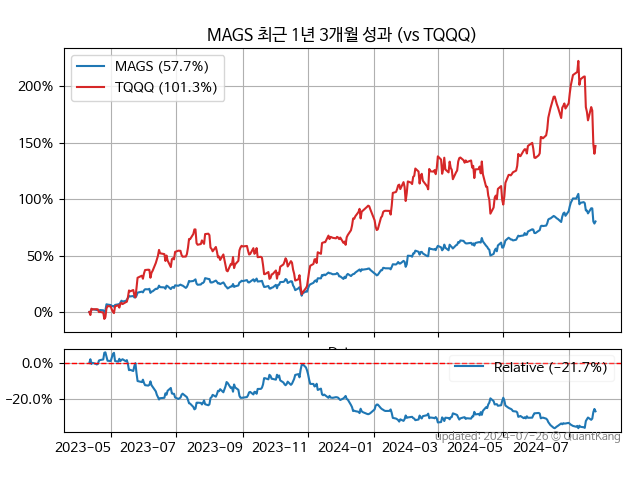 MAGS 최근 1년 3개월 성과 (vs TQQQ)
MAGS (57.7%)
TQQQ (101.3%)
200%
150%
100%
50%
0%
0.0%
−20.0%
Relative (−21.7%)
2023−05 2023−07 2023−09 2023−11 2024−01 2024−03 2024−05 2024−07
Updated: 2024−07−26 © QuantKang